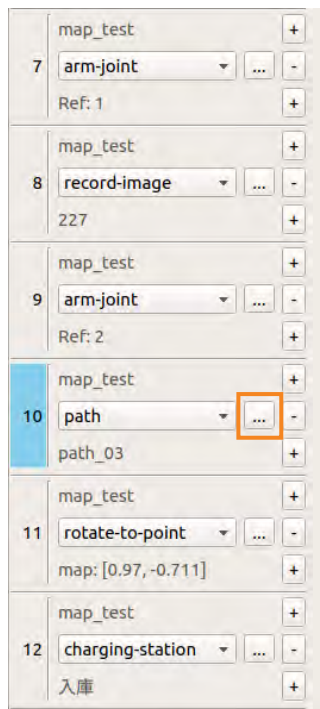 map_test +
7 arm-joint ... -
Ref: 1 +
map_test +
8 record-image ... -
227 +
map_test +
9 arm-joint ... -
Ref: 2 +
map_test +
10 path ... -
path_03 +
map_test +
11 rotate-to-point ... -
map: [0.97, -0.711] +
map_test +
12 charging-station ... -
入庫 +